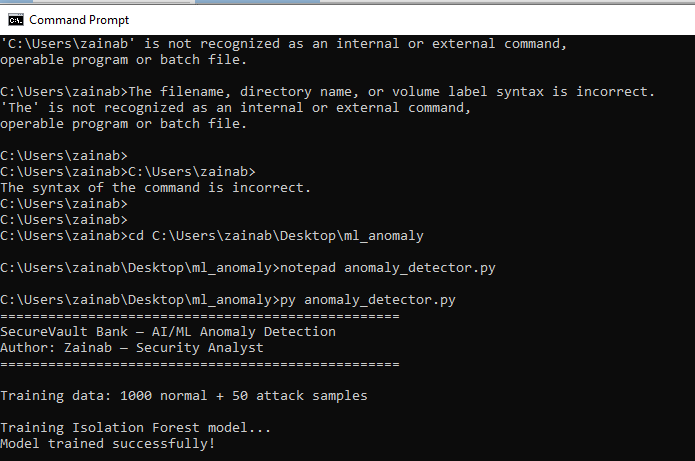 Command Prompt
'C:\Users\zainab' is not recognized as an internal or external command,
operable program or batch file.
C:\Users\zainab>The filename, directory name, or volume label syntax is incorrect.
'The' is not recognized as an internal or external command,
operable program or batch file.
C:\Users\zainab>
C:\Users\zainab>C:\Users\zainab>
The syntax of the command is incorrect.
C:\Users\zainab>
C:\Users\zainab>
C:\Users\zainab>cd C:\Users\zainab\Desktop\ml_anomaly
C:\Users\zainab\Desktop\ml_anomaly>notepad anomaly_detector.py
C:\Users\zainab\Desktop\ml_anomaly>py anomaly_detector.py
==================================================
SecureVault Bank — AI/ML Anomaly Detection
Author: Zainab — Security Analyst
==================================================
Training data: 1000 normal + 50 attack samples
Training Isolation Forest model...
Model trained successfully!